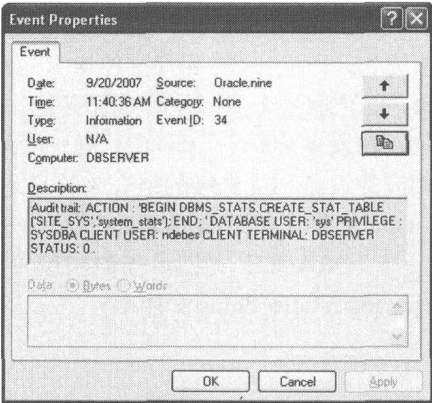 Event Properties
Event
Date: 9/20/2007 Source: Oracle.nine
Time: 11:40:36 AM Category: None
Type: Information Event ID: 34
User: N/A
Computer: DBSERVER
Description:
Audit trail: ACTION : 'BEGIN DBMS_STATS.CREATE_STAT_TABLE
('SITE_SYS','system_stats'); END; ' DATABASE USER: 'sys' PRIVILEGE :
SYSDBA CLIENT USER: ndebes CLIENT TERMINAL: DBSERVER
STATUS: 0 .
Data: Bytes Words
OK Cancel Apply